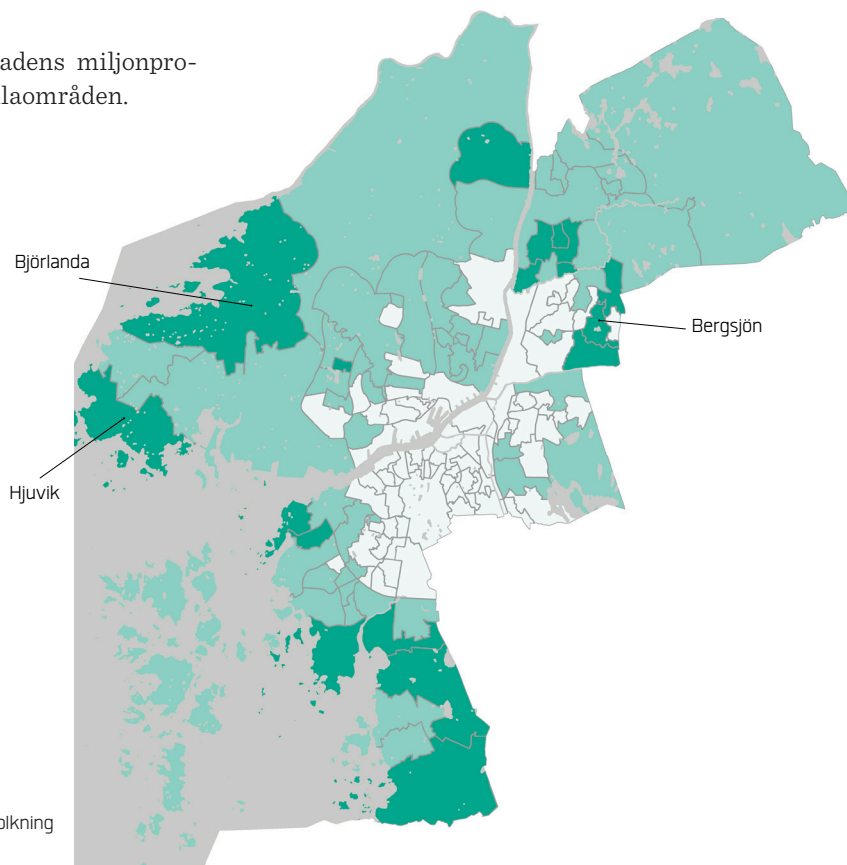 adens miljonpro-
laområden.
Björlanda
Bergsjön
Hjuvik
olkning